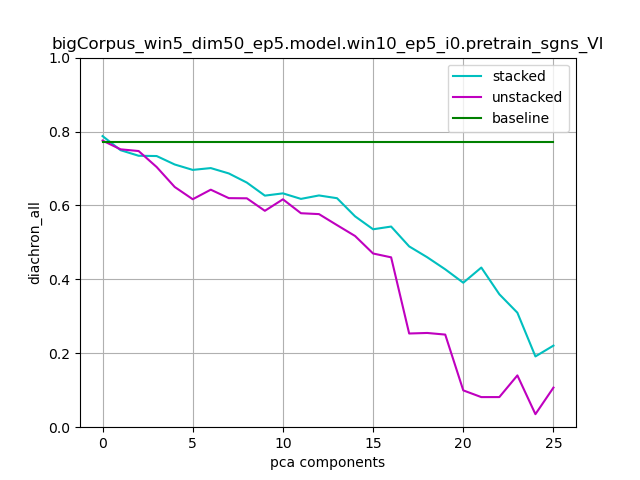 bigCorpus_win5_dim50_ep5.model.win10_ep5_i0.pretrain_sgns_VI
stacked
unstacked
baseline
1.0
0.8
0.6
0.4
0.2
0.0
diachron_all
0 5 10 15 20 25
pca components